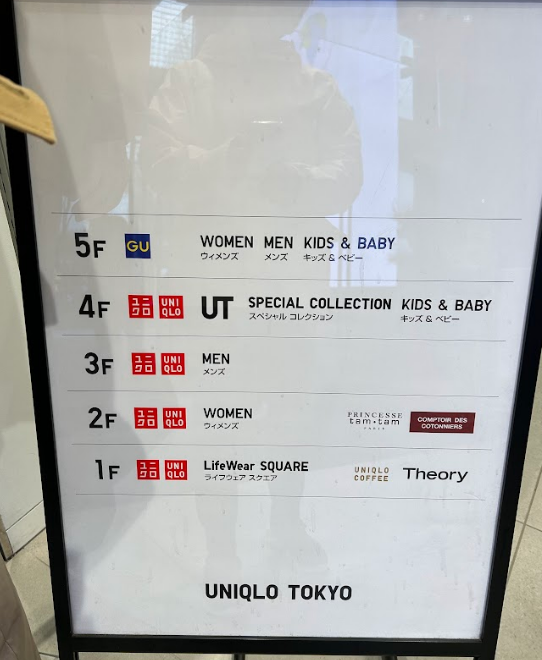 5F GU WOMEN MEN KIDS & BABY
ウィメンズ メンズ キッズ & ベビー
4F ユニクロ UNIQLO UT SPECIAL COLLECTION KIDS & BABY
スペシャル コレクション キッズ & ベビー
3F ユニクロ UNIQLO MEN
メンズ
2F ユニクロ UNIQLO WOMEN PRINCESSE tam•tam COMPTOIR DES COTONNIERS
ウィメンズ
1F ユニクロ UNIQLO LifeWear SQUARE UNIQLO COFFEE Theory
ライフウェア スクエア
UNIQLO TOKYO